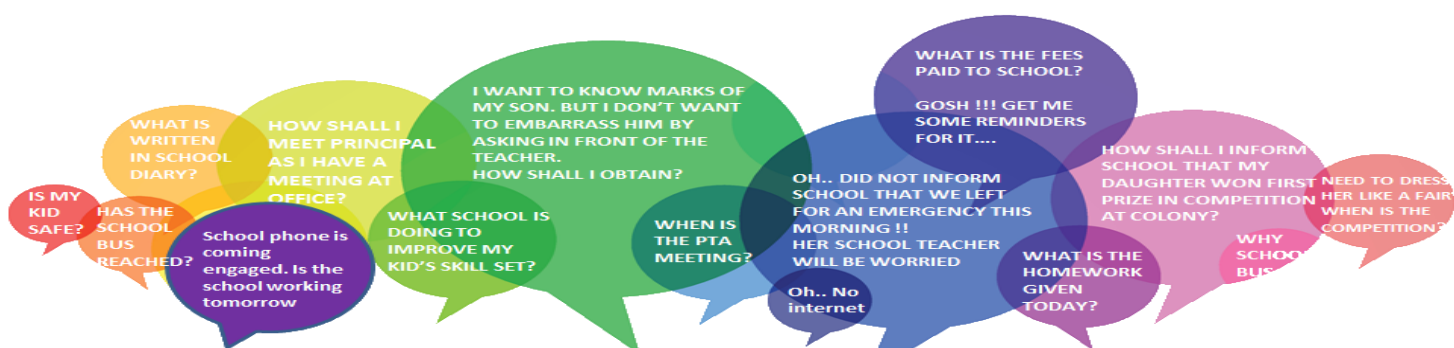 IS MY
KID
SAFE?
WHAT IS
WRITTEN
IN SCHOOL
DIARY?
HAS THE
SCHOOL
BUS
REACHED?
HOW SHALL I
MEET PRINCIPAL
AS I HAVE A
MEETING AT
OFFICE?
School phone is
coming
engaged. Is the
school working
tomorrow
I WANT TO KNOW MARKS OF
MY SON. BUT I DON'T WANT
TO EMBARRASS HIM BY
ASKING IN FRONT OF THE
TEACHER.
HOW SHALL I OBTAIN?
WHAT SCHOOL IS
DOING TO
IMPROVE MY
KID'S SKILL SET?
WHEN IS
THE PTA
MEETING?
OH.. DID NOT INFORM
SCHOOL THAT WE LEFT
FOR AN EMERGENCY THIS
MORNING !!
HER SCHOOL TEACHER
WILL BE WORRIED
Oh.. No
internet
WHAT IS THE FEES
PAID TO SCHOOL?
GOSH !!! GET ME
SOME REMINDERS
FOR IT....
WHAT IS THE
HOMEWORK
GIVEN
TODAY?
HOW SHALL I INFORM
SCHOOL THAT MY
DAUGHTER WON FIRST
PRIZE IN COMPETITION
AT COLONY?
WHY
SCHOOL
BUS
NEED TO DRESS
HER LIKE A FAIRY
WHEN IS THE
COMPETITION?